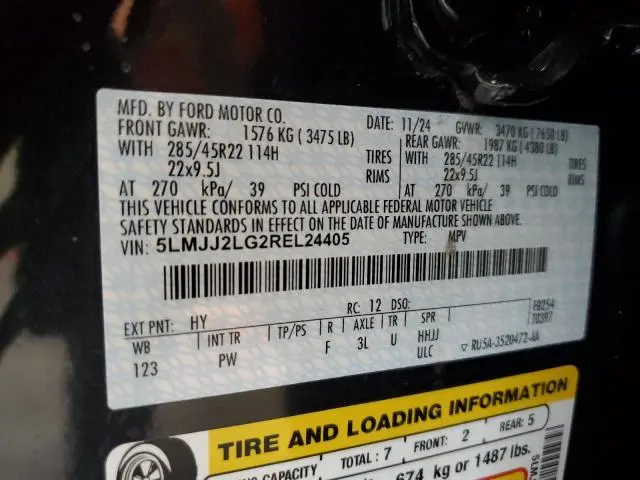 MFD. BY FORD MOTOR CO.
DATE: 11/24 GVWR: 3470 KG (7650 LB)
FRONT GAWR: 1576 KG (3475 LB) REAR GAWR: 1987 KG (4380 LB)
WITH 285/45R22 114H TIRES 285/45R22 114H TIRES
22x9.5J RIMS 22x9.5J RIMS
AT 270 kPa/ 39 PSI COLD AT 270 kPa/ 39 PSI COLD
THIS VEHICLE CONFORMS TO ALL APPLICABLE FEDERAL MOTOR VEHICLE
SAFETY STANDARDS IN EFFECT ON THE DATE OF MANUFACTURE SHOWN ABOVE.
VIN: 5LMJJ2LG2REL24405 TYPE: MPV
RC: 12 DSO: F0254
EXT PNT: HY T0397
WB INT TR TP/PS R AXLE TR SPR
123 PW F 3L U HHJJ
ULC ▽ RU5A-3520472-AA
TIRE AND LOADING INFORMATION
SEATING CAPACITY TOTAL: 7 FRONT: 2 REAR: 5
674 kg or 1487 lbs.